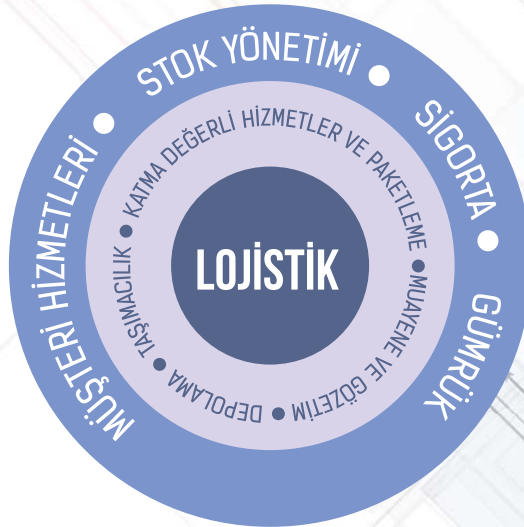 MÜŞTERİ HİZMETLERİ • STOK YÖNETİMİ • SİGORTA • GÜMRÜK
DEPOLAMA • TAŞIMACILIK • KATMA DEĞERLİ HİZMETLER VE PAKETLEME • MUAYENE VE GÖZETİM •
LOJİSTİK